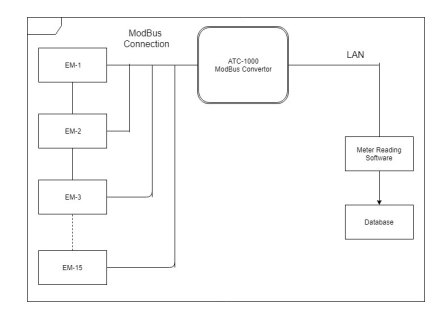 ModBus
Connection
EM-1
ATC-1000
ModBus Convertor
LAN
EM-2
Meter Reading
Software
EM-3
Database
EM-15